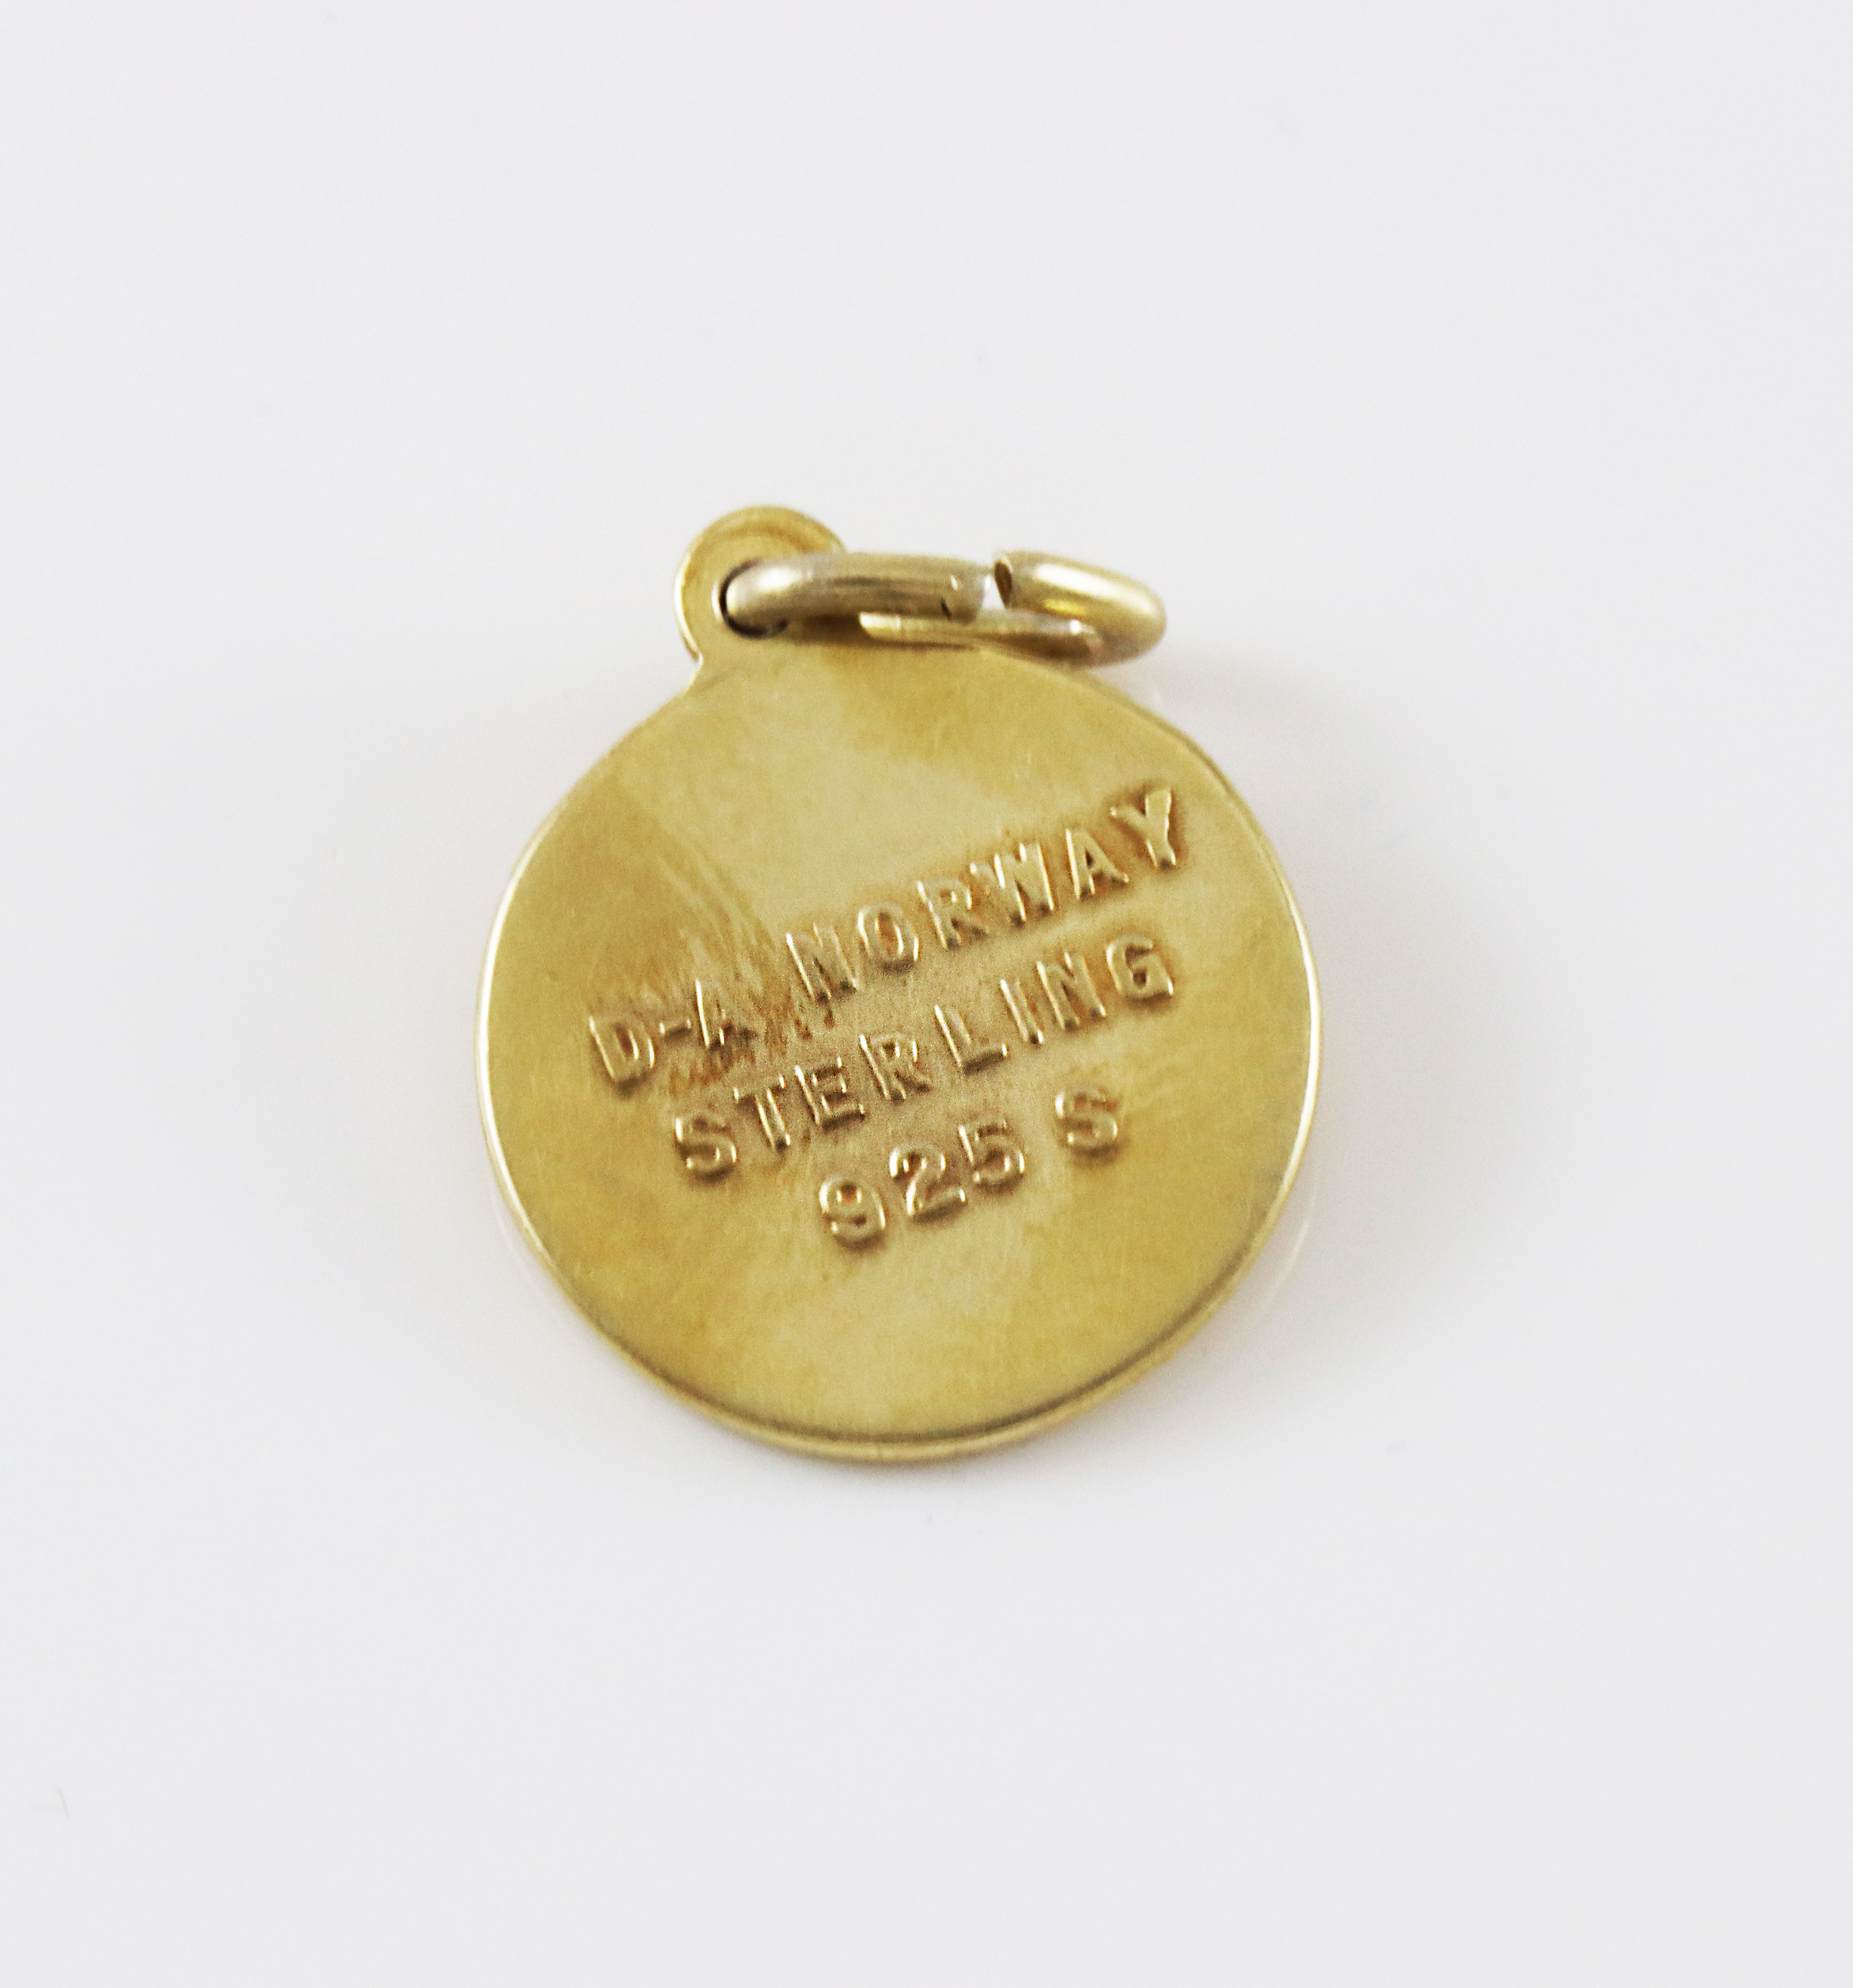 D-A NORWAY
STERLING
925 S